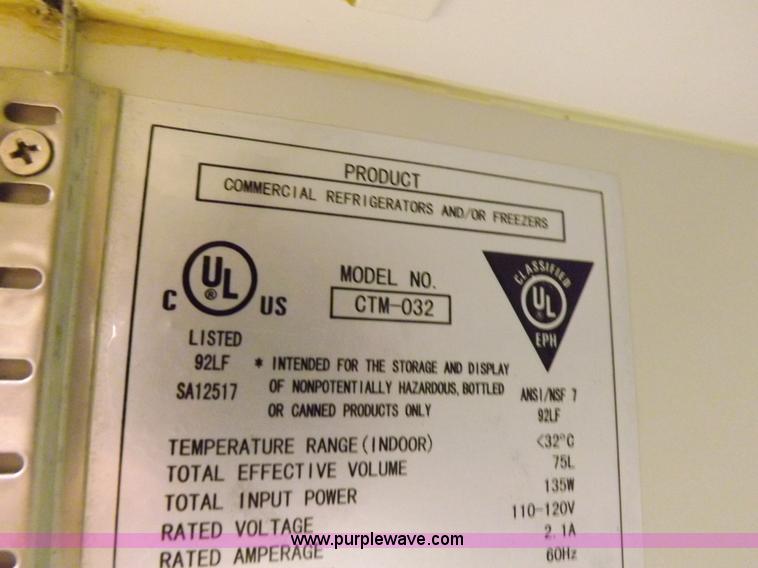 PRODUCT
COMMERCIAL REFRIGERATORS AND/OR FREEZERS
C UL ® US
LISTED
92LF
SA12517
MODEL NO.
CTM-032
CLASSIFIED
UL ®
EPH
ANSI/NSF 7
92LF
* INTENDED FOR THE STORAGE AND DISPLAY
OF NONPOTENTIALLY HAZARDOUS, BOTTLED
OR CANNED PRODUCTS ONLY
TEMPERATURE RANGE(INDOOR) <32°C
TOTAL EFFECTIVE VOLUME 75L
TOTAL INPUT POWER 135W
RATED VOLTAGE 110-120V
RATED AMPERAGE 2.1A
60Hz
www.purplewave.com